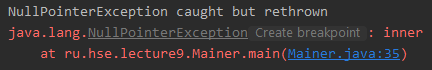 NullPointerException caught but rethrown
java.lang.NullPointerException Create breakpoint : inner
at ru.hse.lecture9.Mainer.main(Mainer.java:35)